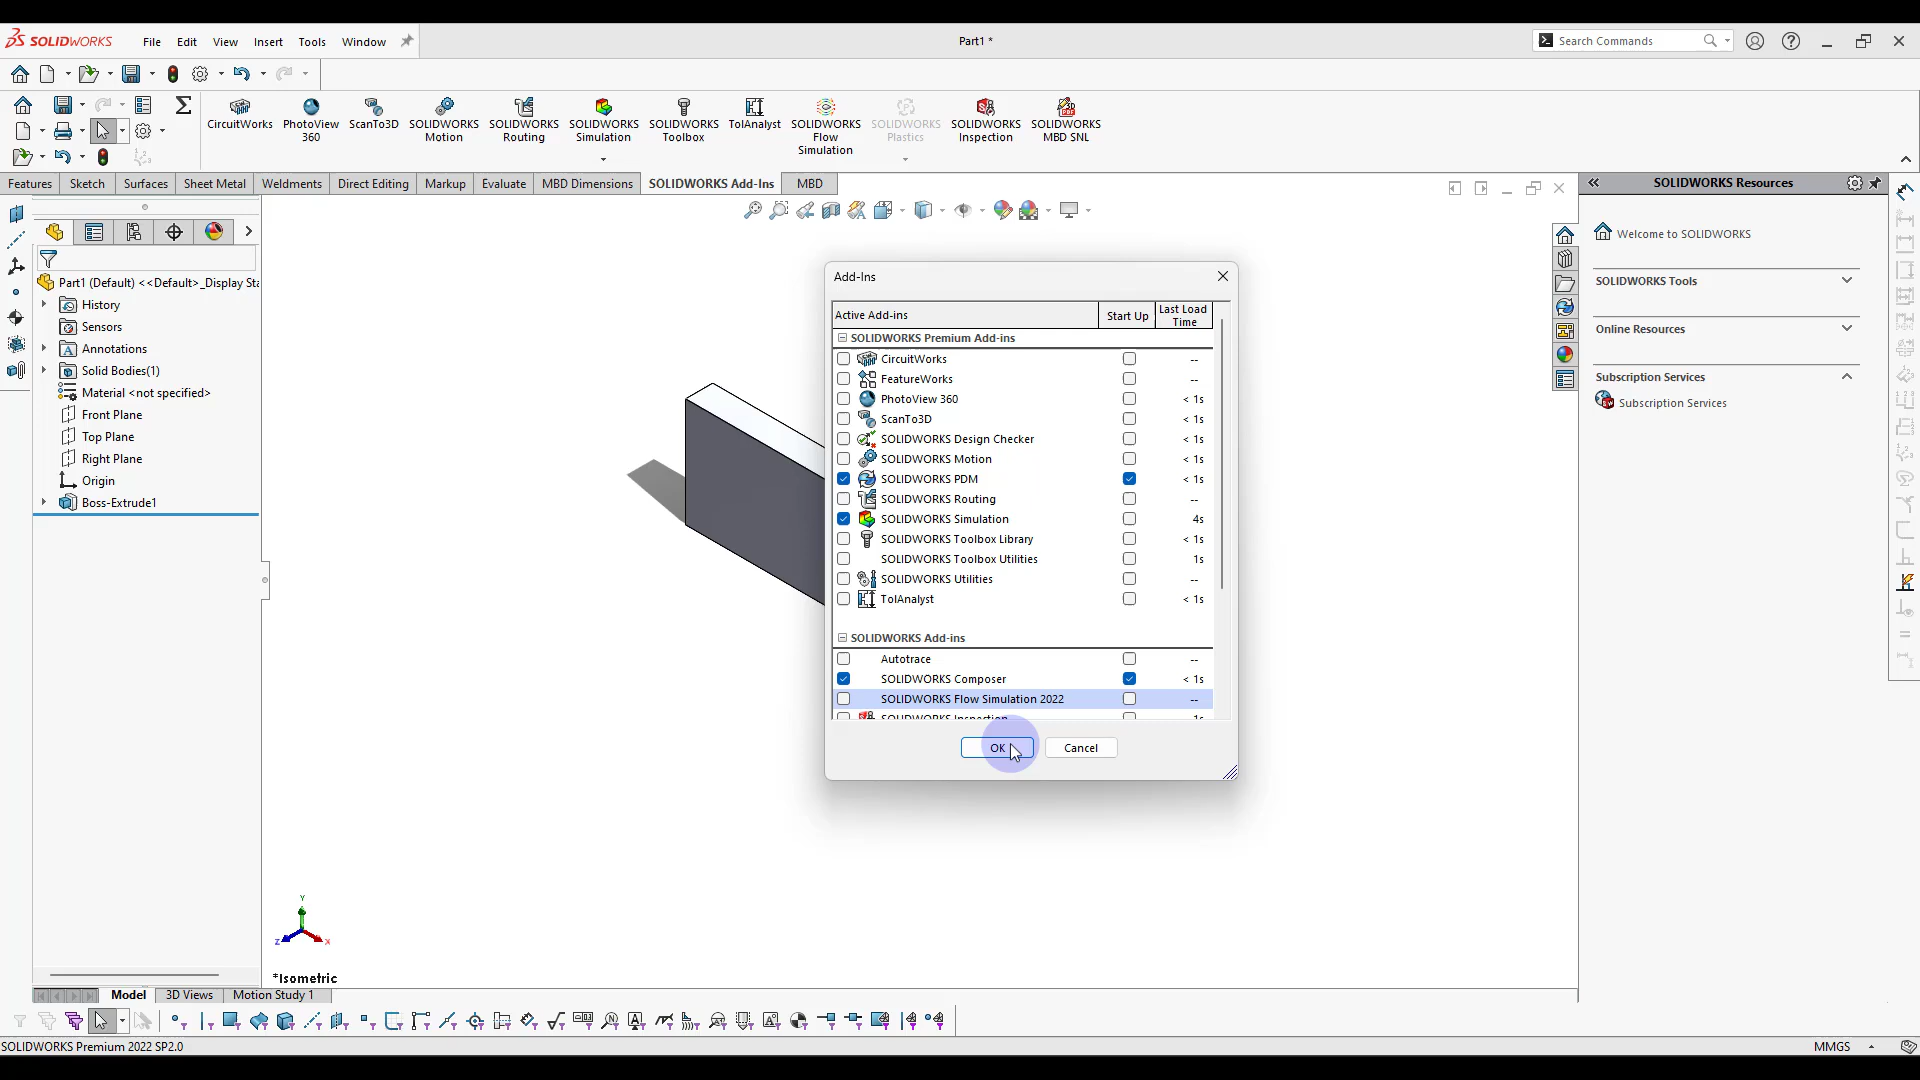 SOLIDWORKS File Edit View Insert Tools Window Part1 * Search Commands
CircuitWorks PhotoView 360 ScanTo3D SOLIDWORKS Motion SOLIDWORKS Routing SOLIDWORKS Simulation SOLIDWORKS Toolbox TolAnalyst SOLIDWORKS Flow Simulation SOLIDWORKS Plastics SOLIDWORKS Inspection SOLIDWORKS MBD SNL
Features Sketch Surfaces Sheet Metal Weldments Direct Editing Markup Evaluate MBD Dimensions SOLIDWORKS Add-Ins MBD
Part1 (Default) <<Default>_Display Sta
History
Sensors
Annotations
Solid Bodies(1)
Material <not specified>
Front Plane
Top Plane
Right Plane
Origin
Boss-Extrude1
Add-Ins
Active Add-ins Start Up Last Load Time
SOLIDWORKS Premium Add-ins
CircuitWorks --
FeatureWorks --
PhotoView 360 < 1s
ScanTo3D < 1s
SOLIDWORKS Design Checker < 1s
SOLIDWORKS Motion < 1s
SOLIDWORKS PDM < 1s
SOLIDWORKS Routing --
SOLIDWORKS Simulation 4s
SOLIDWORKS Toolbox Library < 1s
SOLIDWORKS Toolbox Utilities 1s
SOLIDWORKS Utilities --
TolAnalyst < 1s
SOLIDWORKS Add-ins
Autotrace --
SOLIDWORKS Composer < 1s
SOLIDWORKS Flow Simulation 2022 --
SOLIDWORKS Inspection 1s
OK Cancel
SOLIDWORKS Resources
Welcome to SOLIDWORKS
SOLIDWORKS Tools
Online Resources
Subscription Services
Subscription Services
Y
Z X
*Isometric
Model 3D Views Motion Study 1
SOLIDWORKS Premium 2022 SP2.0 MMGS